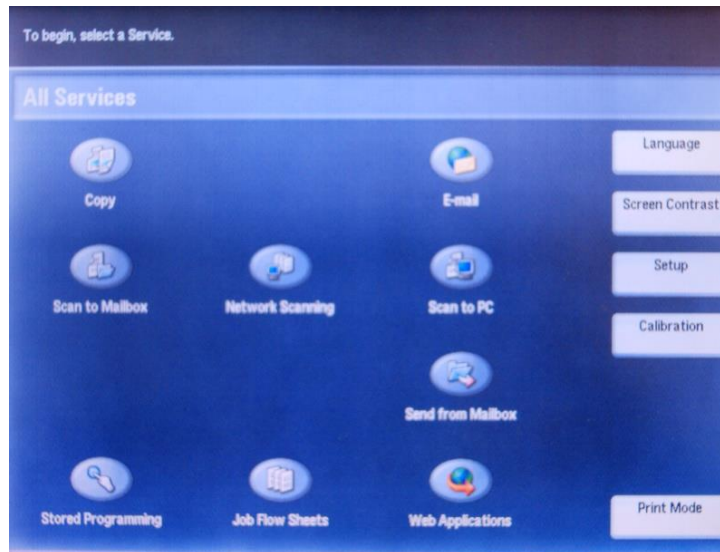 To begin, select a Service.
All Services
Copy
E-mail
Language
Screen Contrast
Scan to Mailbox
Network Scanning
Scan to PC
Setup
Calibration
Send from Mailbox
Stored Programming
Job Flow Sheets
Web Applications
Print Mode